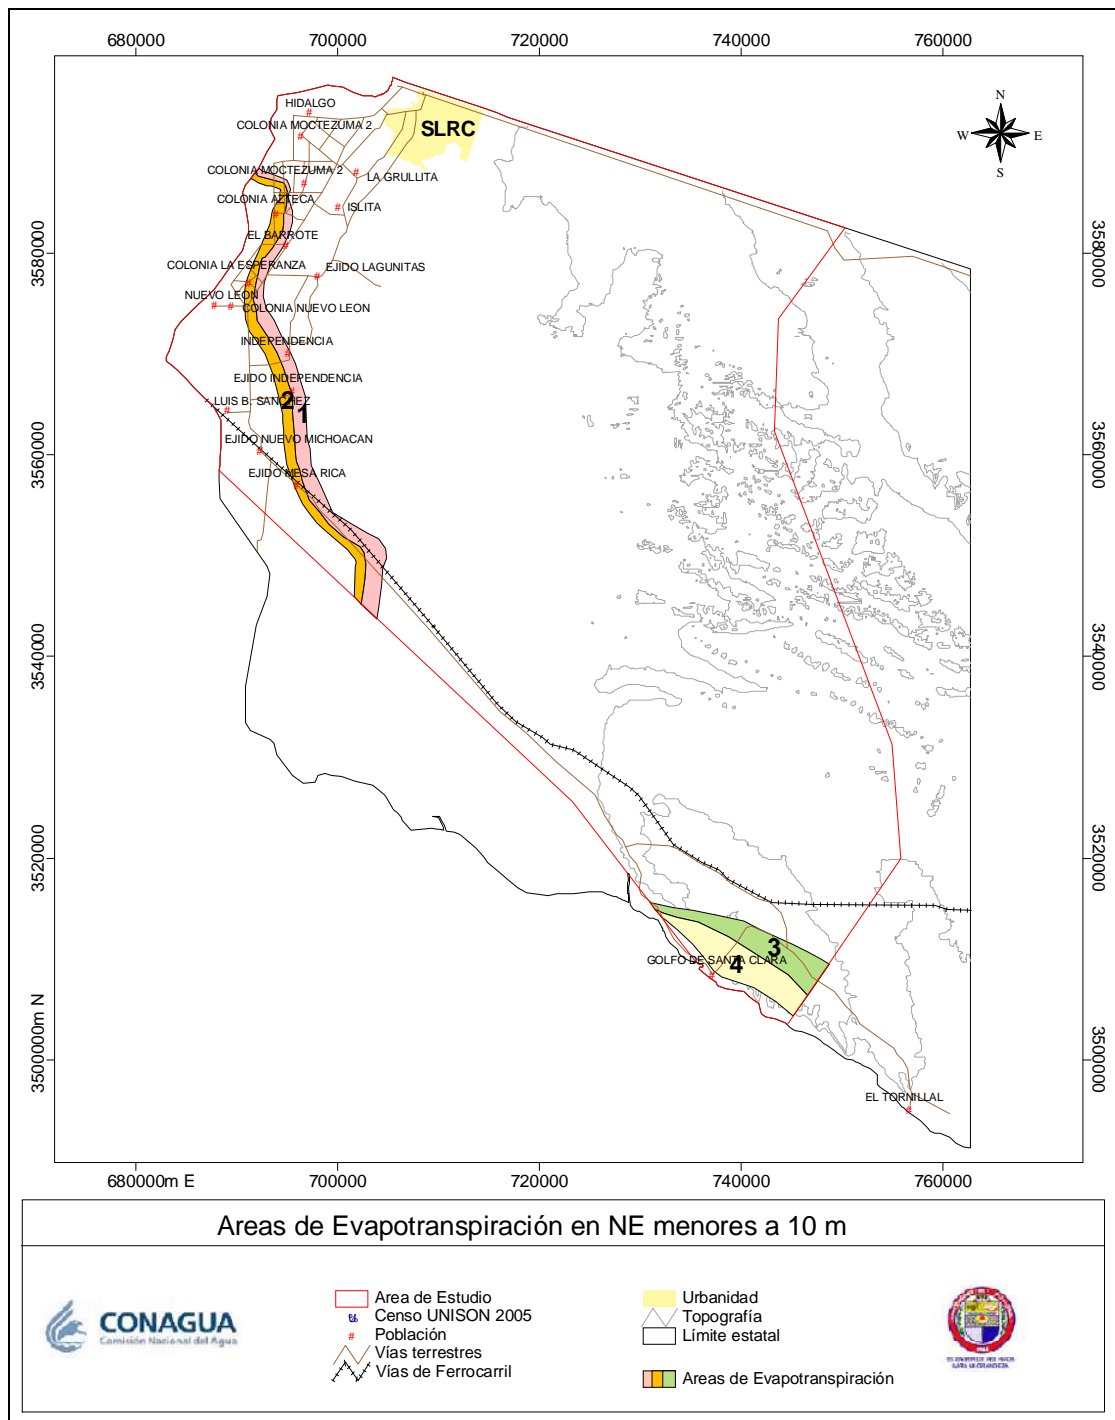 680000 700000 720000 740000 760000
N
W E
S
HIDALGO
COLONIA MOCTEZUMA 2
SLRC
COLONIA MOCTEZUMA 2
LA GRULLITA
COLONIA AZTECA
ISLITA
EL BARROTE
COLONIA LA ESPERANZA
EJIDO LAGUNITAS
NUEVO LEON
COLONIA NUEVO LEON
INDEPENDENCIA
EJIDO INDEPENDENCIA
LUIS B. SANCHEZ
2
1
EJIDO NUEVO MICHOACAN
EJIDO MESA RICA
3
GOLFO DE SANTA CLARA
4
EL TORNILLAL
3580000
3560000
3540000
3520000
3500000m N
3580000
3560000
3540000
3520000
3500000
680000m E 700000 720000 740000 760000
Areas de Evapotranspiración en NE menores a 10 m
CONAGUA
Comisión Nacional del Agua
Area de Estudio
Censo UNISON 2005
Población
Vías terrestres
Vías de Ferrocarril
Urbanidad
Topografía
Límite estatal
Areas de Evapotranspiración